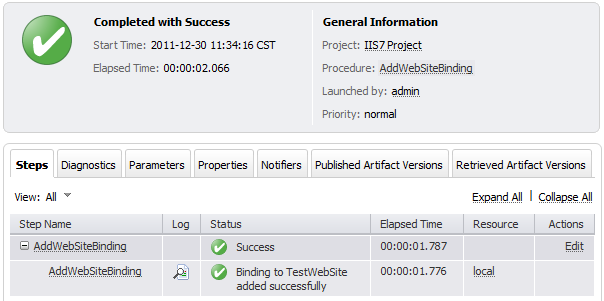 Completed with Success
Start Time: 2011-12-30 11:34:16 CST
Elapsed Time: 00:00:02.066
General Information
Project: IIS7 Project
Procedure: AddWebSiteBinding
Launched by: admin
Priority: normal
Steps Diagnostics Parameters Properties Notifiers Published Artifact Versions Retrieved Artifact Versions
View: All Expand All | Collapse All
Step Name Log Status Elapsed Time Resource Actions
AddWebSiteBinding Success 00:00:01.787 Edit
AddWebSiteBinding Binding to TestWebSite 00:00:01.776 local
added successfully